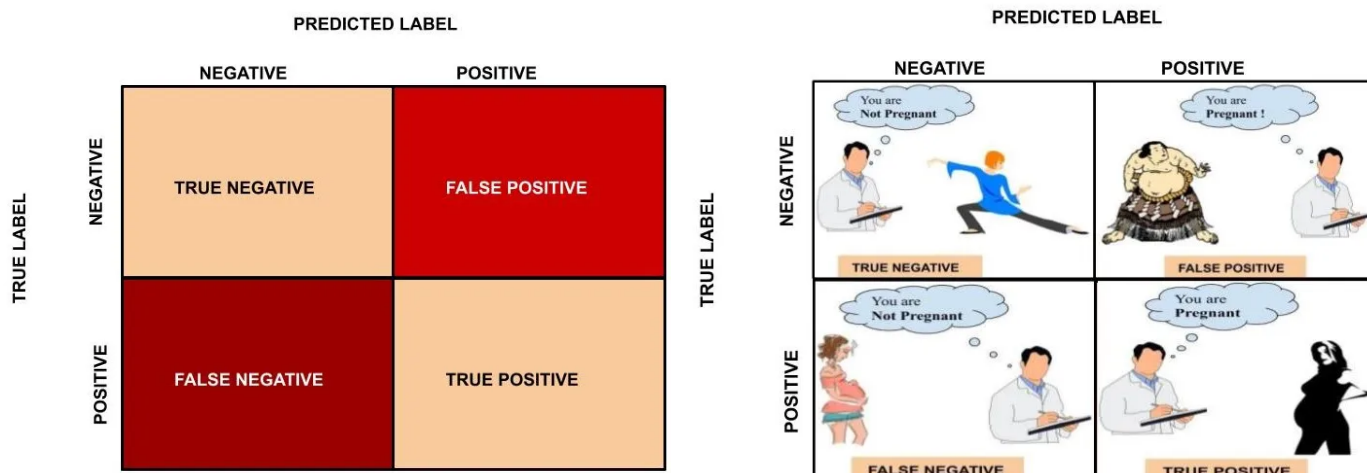 PREDICTED LABEL
NEGATIVE
POSITIVE
TRUE LABEL
NEGATIVE
TRUE NEGATIVE
FALSE POSITIVE
POSITIVE
FALSE NEGATIVE
TRUE POSITIVE
PREDICTED LABEL
NEGATIVE
POSITIVE
TRUE LABEL
NEGATIVE
You are
Not Pregnant
TRUE NEGATIVE
You are
Pregnant !
FALSE POSITIVE
POSITIVE
You are
Not Pregnant
FALSE NEGATIVE
You are
Pregnant
TRUE POSITIVE